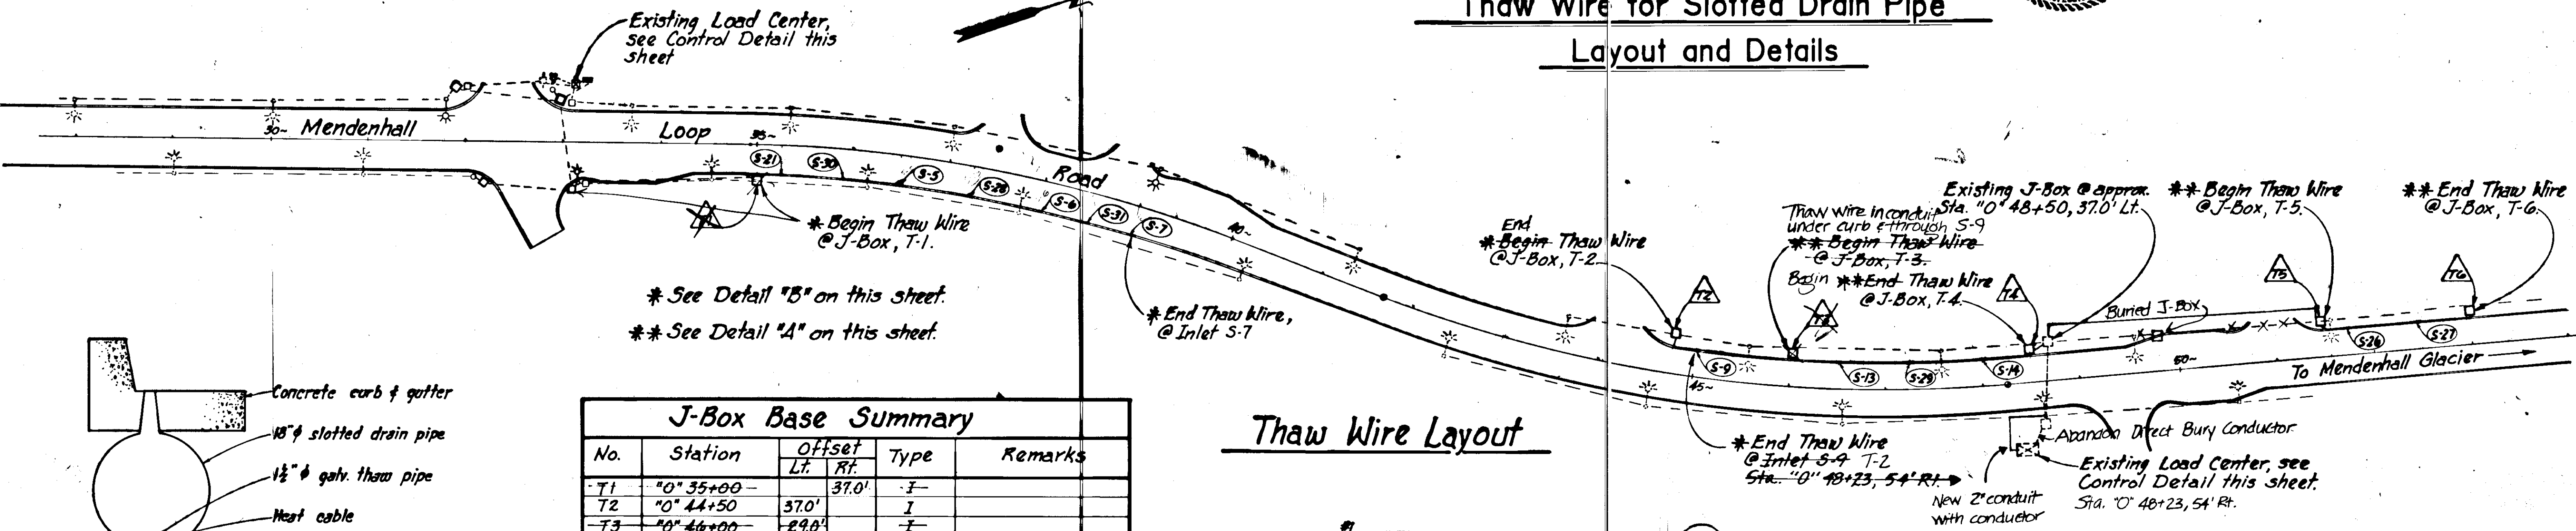 Thaw Wire for Slotted Drain Pipe
Layout and Details
Existing Load Center,
see Control Detail this
sheet
30~ Mendenhall
Loop
35~
Road
40~
45~
50~
S-21
S-30
S-5
S-28
S-6
S-31
S-7
* Begin Thaw Wire
@ J-Box, T-1.
* See Detail "B" on this sheet.
** See Detail "A" on this sheet.
* End Thaw Wire,
@ Inlet S-7
End
* Begin Thaw Wire
@ J-Box, T-2
Thaw wire in conduit
under curb & through S-9
** Begin Thaw Wire
@ J-Box, T-3.
Begin ** End Thaw Wire
@ J-Box, T-4
Existing J-Box @ approx.
Sta. "O" 48+50, 37.0' Lt.
** Begin Thaw Wire
@ J-Box, T-5.
** End Thaw Wire
@ J-Box, T-6.
T2
T4
T5
T6
Buried J-Box
S-9
S-13
S-29
S-14
S-26
S-27
To Mendenhall Glacier
Thaw Wire Layout
* End Thaw Wire
@ Inlet S-9 T-2
Sta. "O" 48+23, 54' Rt.
New 2" conduit
with conductor
Abandon Direct Bury Conductor
Existing Load Center, see
Control Detail this sheet.
Sta. "O" 48+23, 54' Rt.
Concrete curb & gutter
18"ϕ slotted drain pipe
1½"ϕ galv. thaw pipe
Heat cable
J-Box Base Summary
No. Station Offset Type Remarks
Lt. Rt.
T1 "O" 35+00 37.0' I
T2 "O" 44+50 37.0' I
T3 "O" 46+00 29.0' I